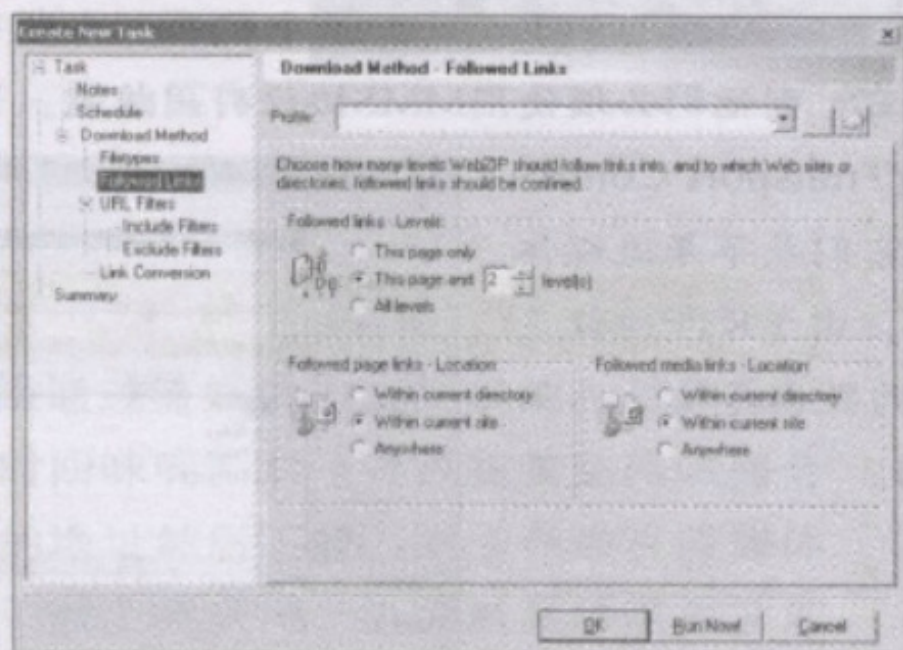 Create New Task
Task
Notes
Schedule
Download Method
Filetypes
Followed Links
URL Filters
Include Filters
Exclude Filters
Link Conversion
Summary
Download Method - Followed Links
Profile:
Choose how many levels WebZIP should follow links into, and to which Web sites or
directories, followed links should be confined.
Followed links - Levels
This page only
This page and 2 level(s)
All levels
Followed page links - Location
Within current directory
Within current site
Anywhere
Followed media links - Location
Within current directory
Within current site
Anywhere
OK
Run Now!
Cancel